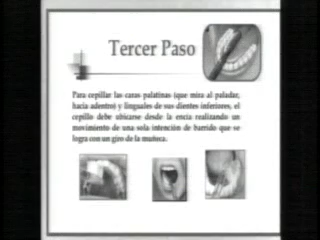 Tercer Paso
Para cepillar las caras palatinas (que mira al paladar,
hacia adentro) y linguales de sus dientes inferiores, el
cepillo debe ubicarse desde la encía realizando un
movimiento de una sola intención de barrido que se
logra con un giro de la muñeca.